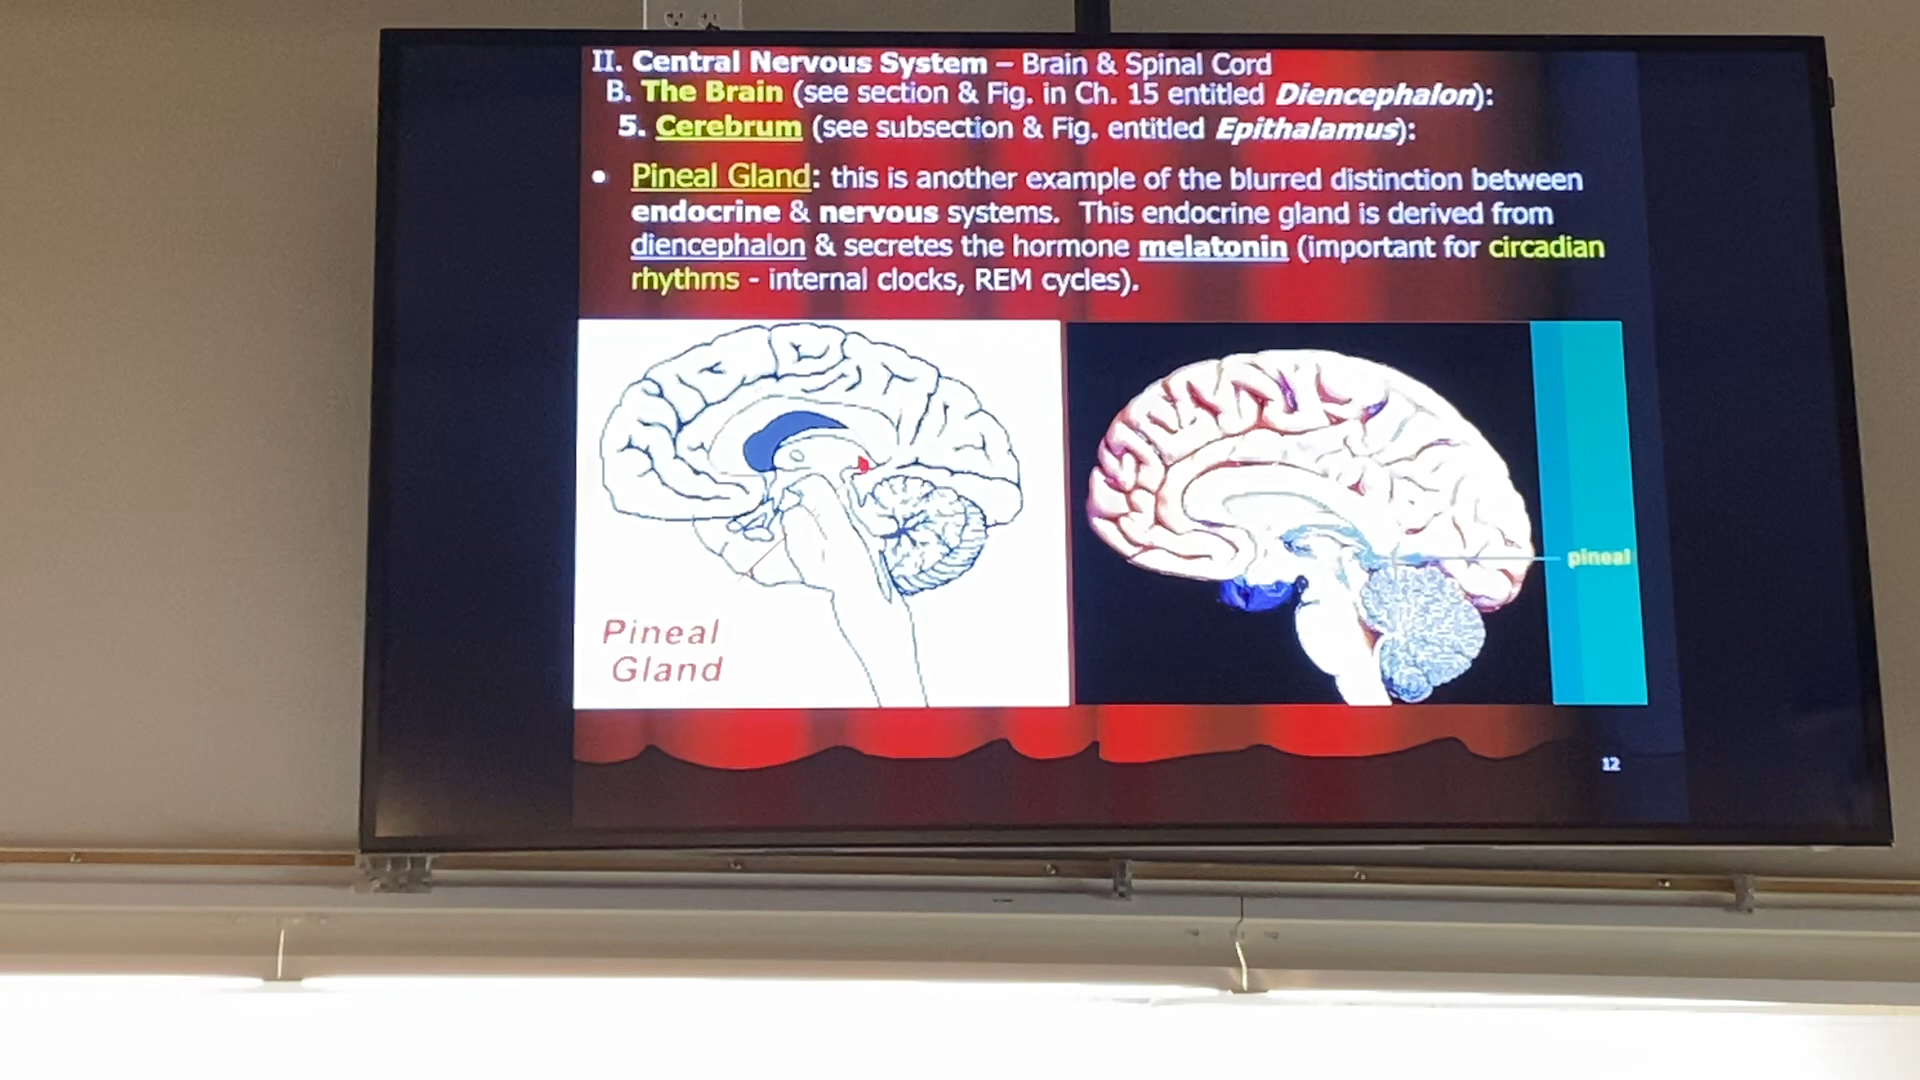 II. Central Nervous System – Brain & Spinal Cord
B. The Brain (see section & Fig. in Ch. 15 entitled Diencephalon):
5. Cerebrum (see subsection & Fig. entitled Epithalamus):
• Pineal Gland: this is another example of the blurred distinction between
endocrine & nervous systems. This endocrine gland is derived from
diencephalon & secretes the hormone melatonin (important for circadian
rhythms - internal clocks, REM cycles).
Pineal
Gland
pineal
12